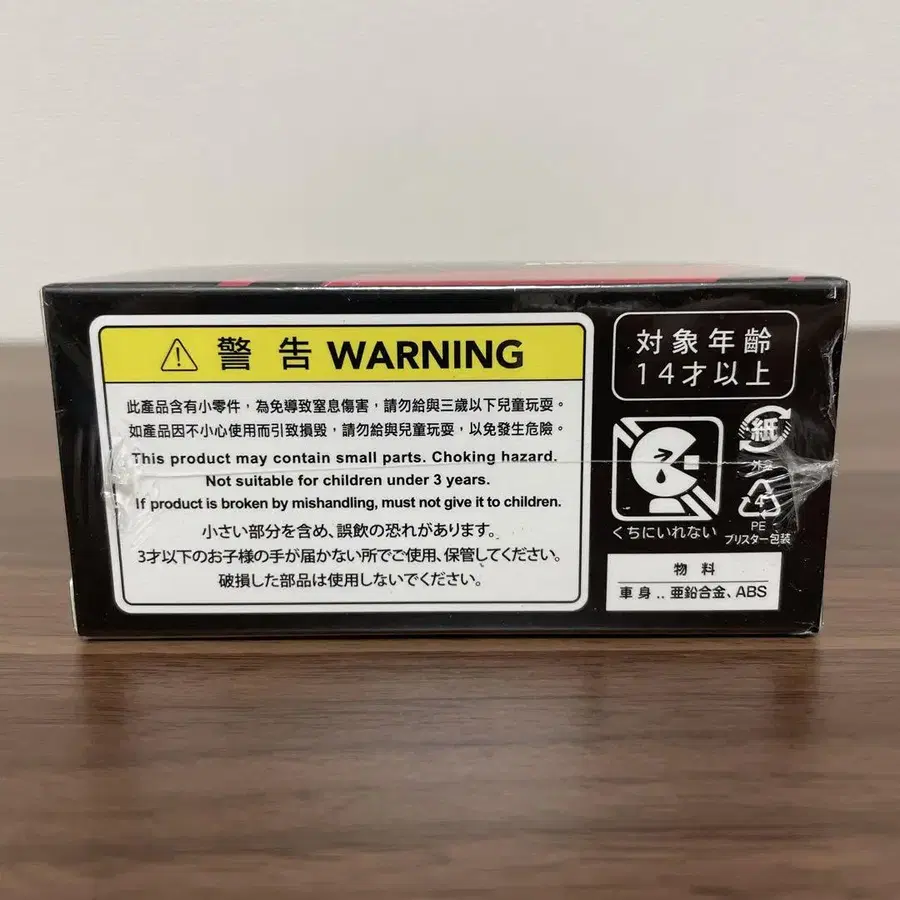 警告 WARNING
此產品含有小零件，為免導致窒息傷害，請勿給與三歲以下兒童玩耍。
如產品因不小心使用而引致損毀，請勿給與兒童玩耍，以免發生危險。
This product may contain small parts. Choking hazard.
Not suitable for children under 3 years.
If product is broken by mishandling, must not give it to children.
小さい部分を含め、誤飲の恐れがあります。
3才以下のお子様の手が届かない所でご使用、保管してください。
破損した部品は使用しないでください。
対象年齢
14才以上
くちにいれない
紙
外箱
4
PE
ブリスター包装
物料
車身‥亜鉛合金、ABS